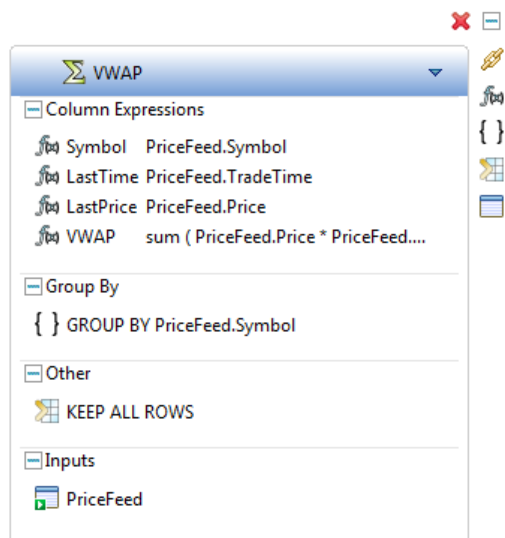 VWAP
Column Expressions
f(x) Symbol PriceFeed.Symbol
f(x) LastTime PriceFeed.TradeTime
f(x) LastPrice PriceFeed.Price
f(x) VWAP sum ( PriceFeed.Price * PriceFeed....
Group By
{ } GROUP BY PriceFeed.Symbol
Other
KEEP ALL ROWS
Inputs
PriceFeed